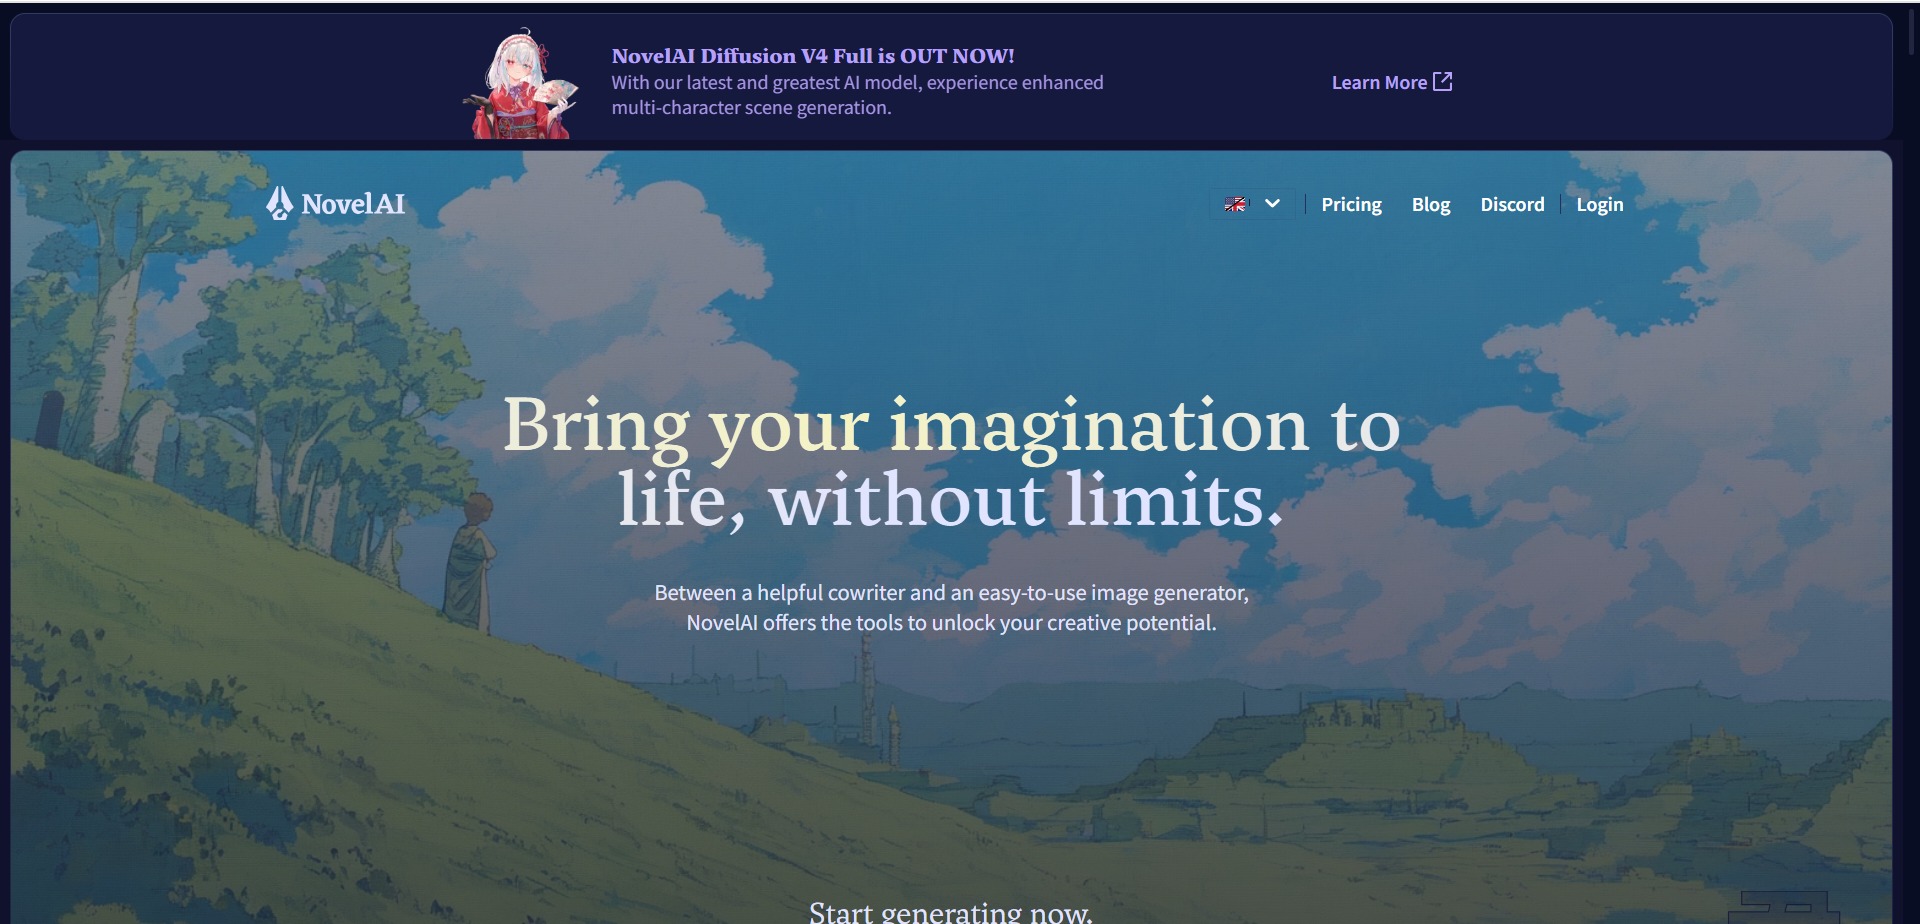 NovelAI Diffusion V4 Full is OUT NOW!
With our latest and greatest AI model, experience enhanced
multi-character scene generation.
Learn More
NovelAI
Pricing
Blog
Discord
Login
Bring your imagination to
life, without limits.
Between a helpful cowriter and an easy-to-use image generator,
NovelAI offers the tools to unlock your creative potential.
Start generating now.